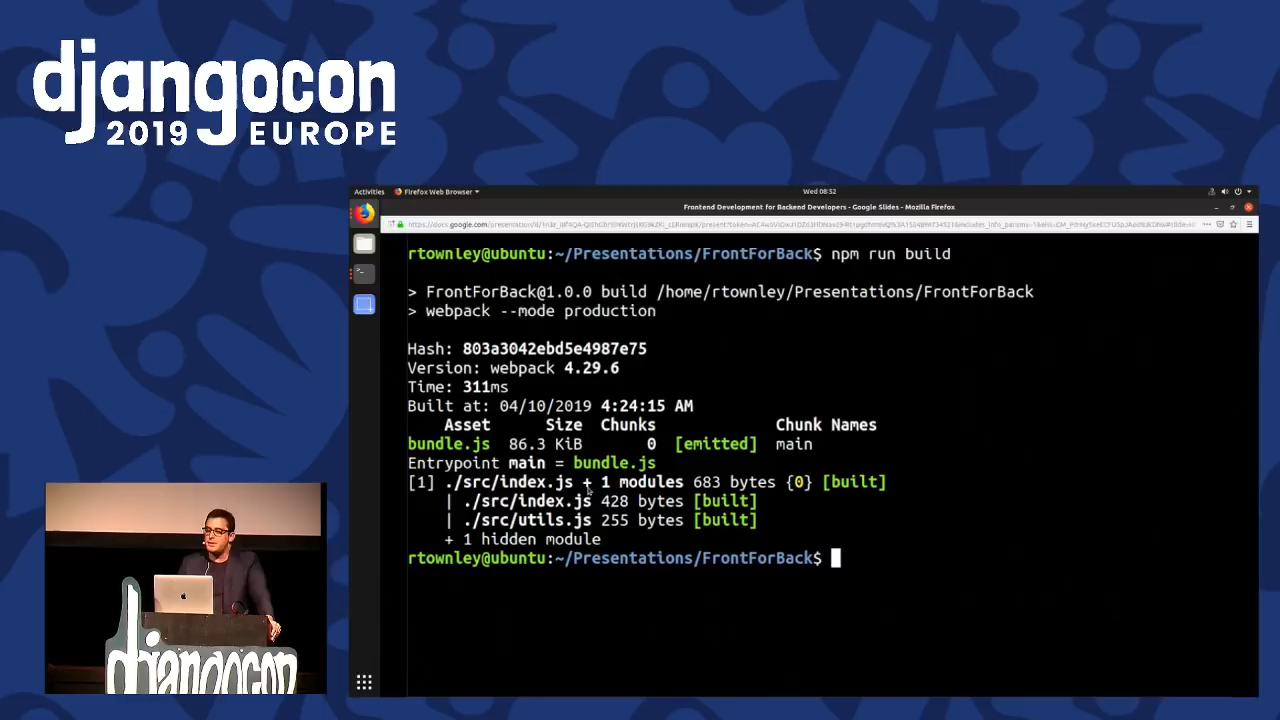 djangocon
2019 EUROPE
Activities
Firefox Web Browser
Wed 08:52
Frontend Development for Backend Developers - Google Slides - Mozilla Firefox
rtownley@ubuntu:~/Presentations/FrontForBack$ npm run build
> FrontForBack@1.0.0 build /home/rtownley/Presentations/FrontForBack
> webpack --mode production
Hash: 803a3042ebd5e4987e75
Version: webpack 4.29.6
Time: 311ms
Built at: 04/10/2019 4:24:15 AM
Asset Size Chunks Chunk Names
bundle.js 86.3 KiB 0 [emitted] main
Entrypoint main = bundle.js
[1] ./src/index.js + 1 modules 683 bytes {0} [built]
| ./src/index.js 428 bytes [built]
| ./src/utils.js 255 bytes [built]
+ 1 hidden module
rtownley@ubuntu:~/Presentations/FrontForBack$
djangocon